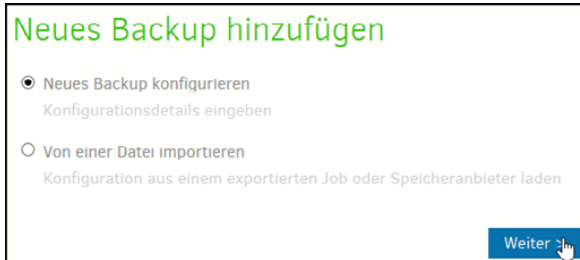 Neues Backup hinzufügen
Neues Backup konfigurieren
Konfigurationsdetails eingeben
Von einer Datei importieren
Konfiguration aus einem exportierten Job oder Speicheranbieter laden
Weiter >